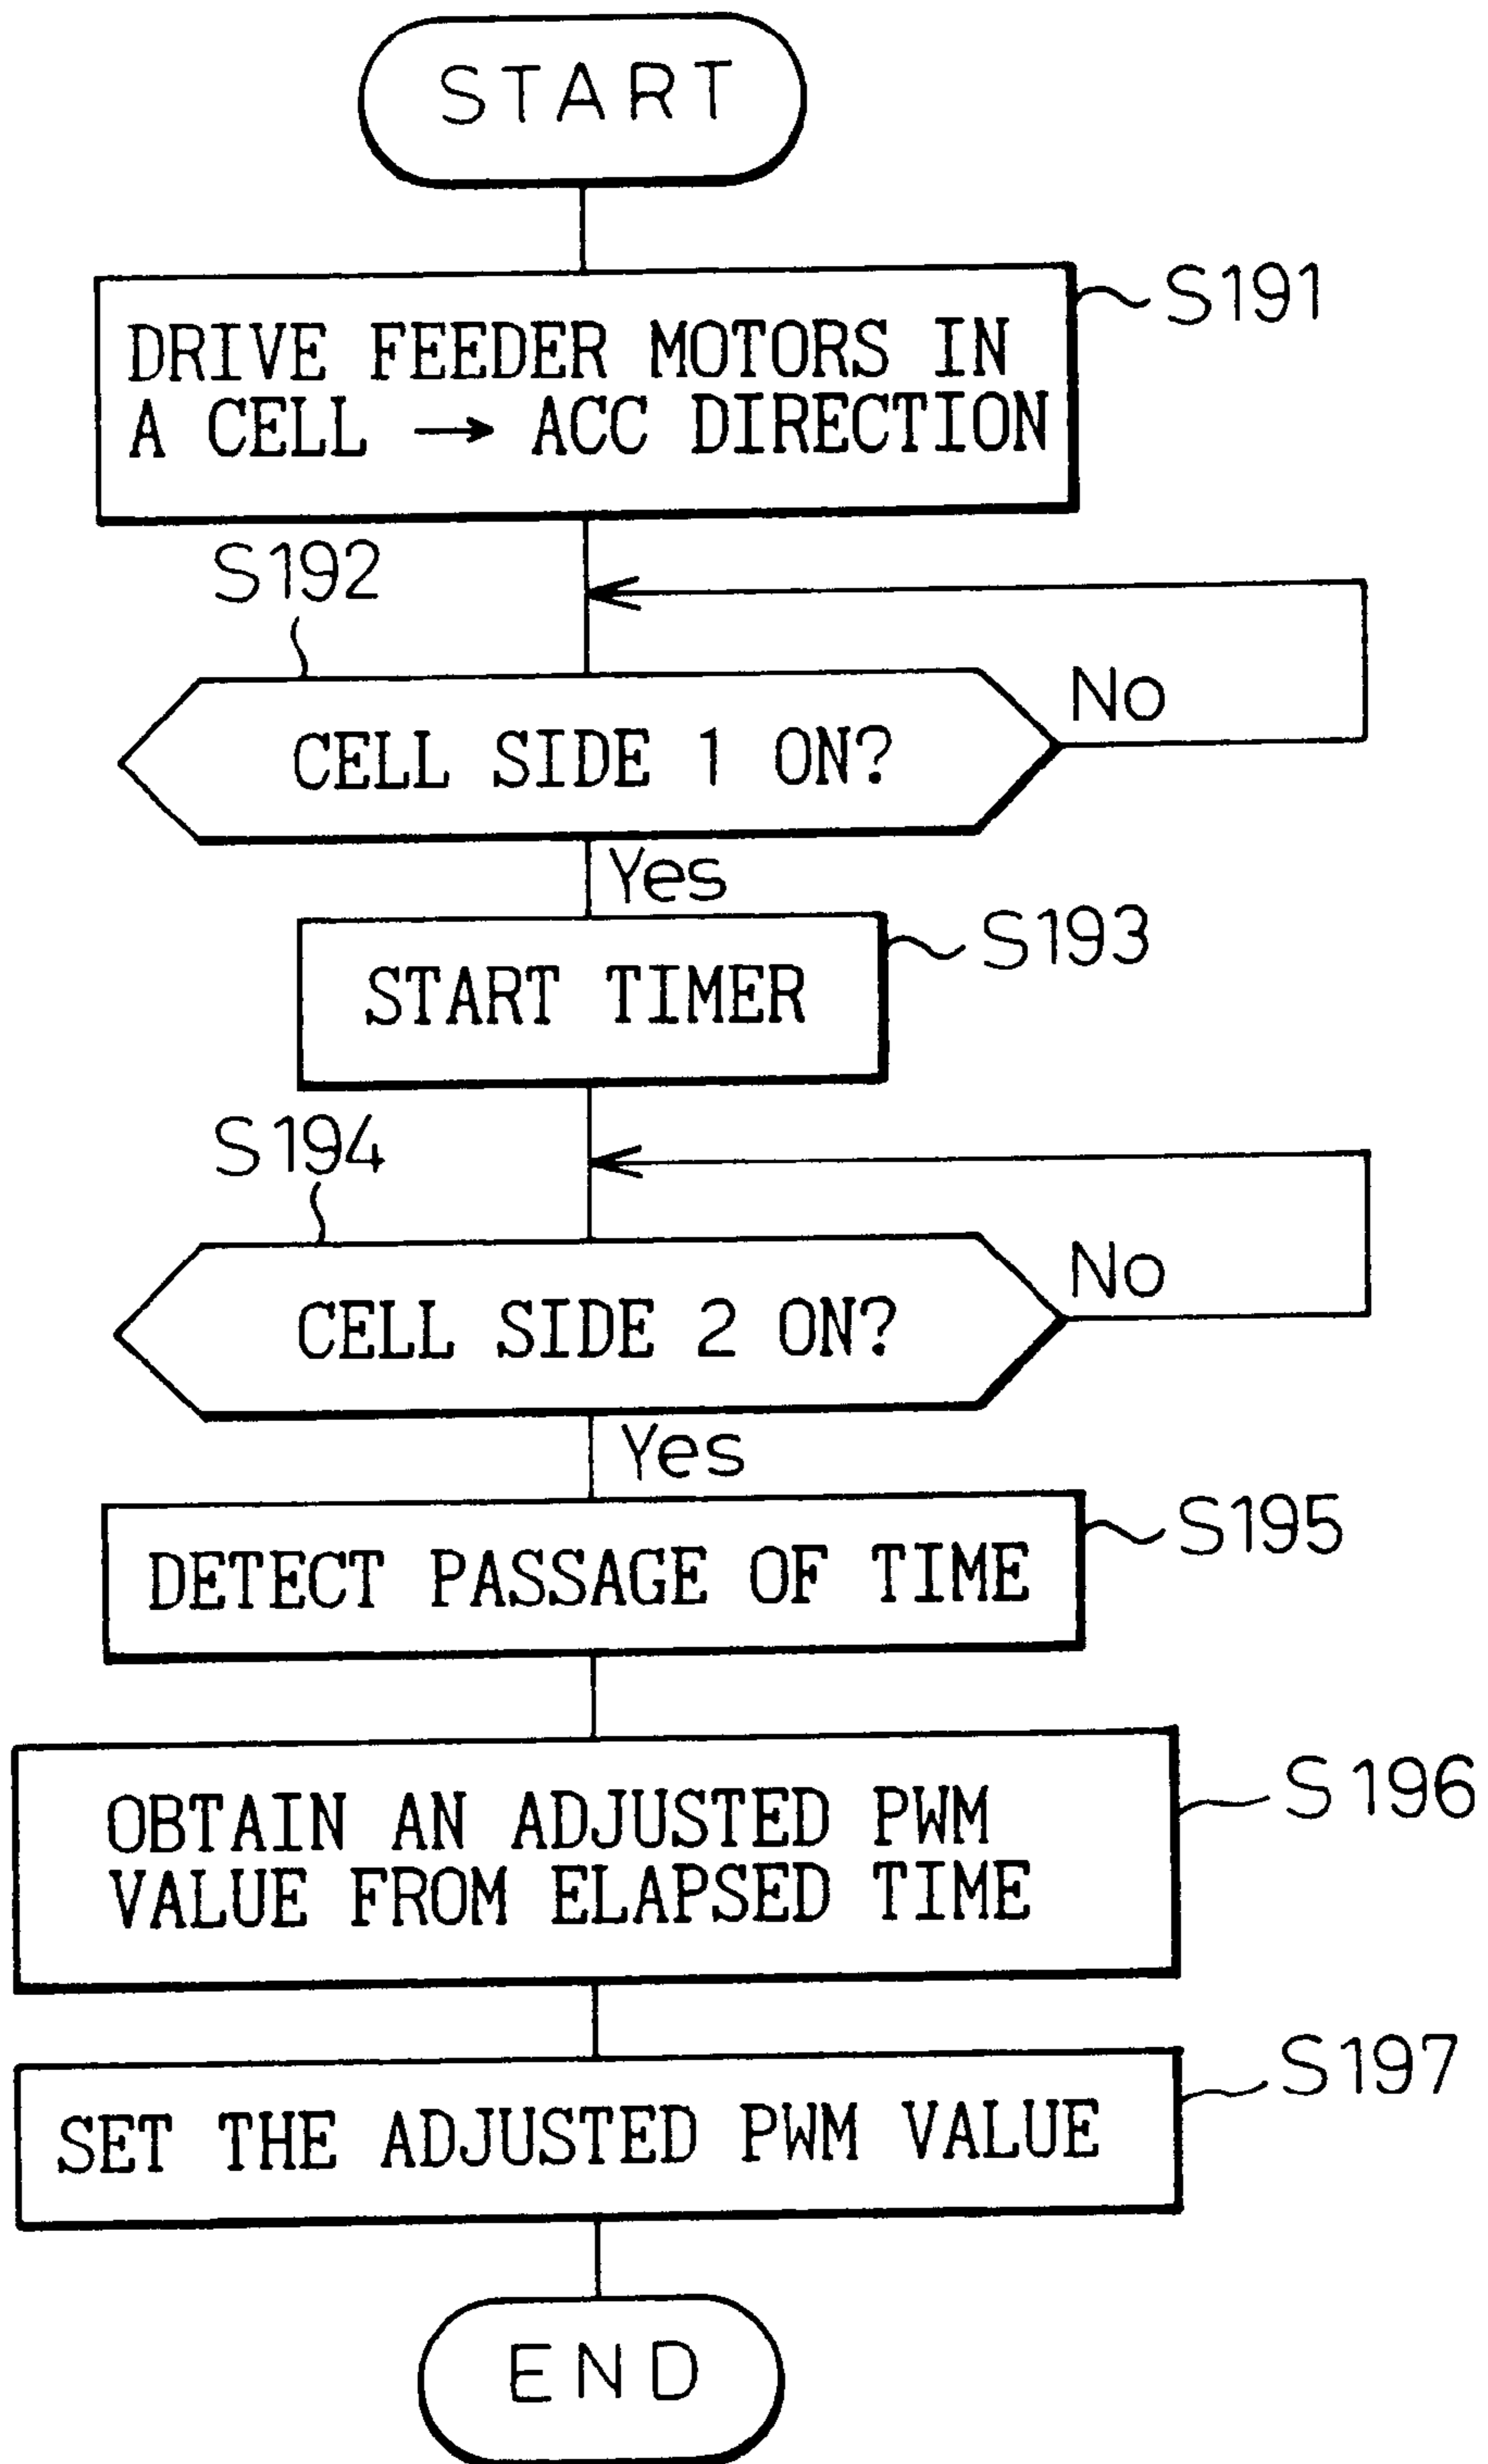 START
S191
DRIVE FEEDER MOTORS IN
A CELL → ACC DIRECTION
S192
No
CELL SIDE 1 ON?
Yes
S193
START TIMER
S194
No
CELL SIDE 2 ON?
Yes
S195
DETECT PASSAGE OF TIME
S196
OBTAIN AN ADJUSTED PWM
VALUE FROM ELAPSED TIME
S197
SET THE ADJUSTED PWM VALUE
END